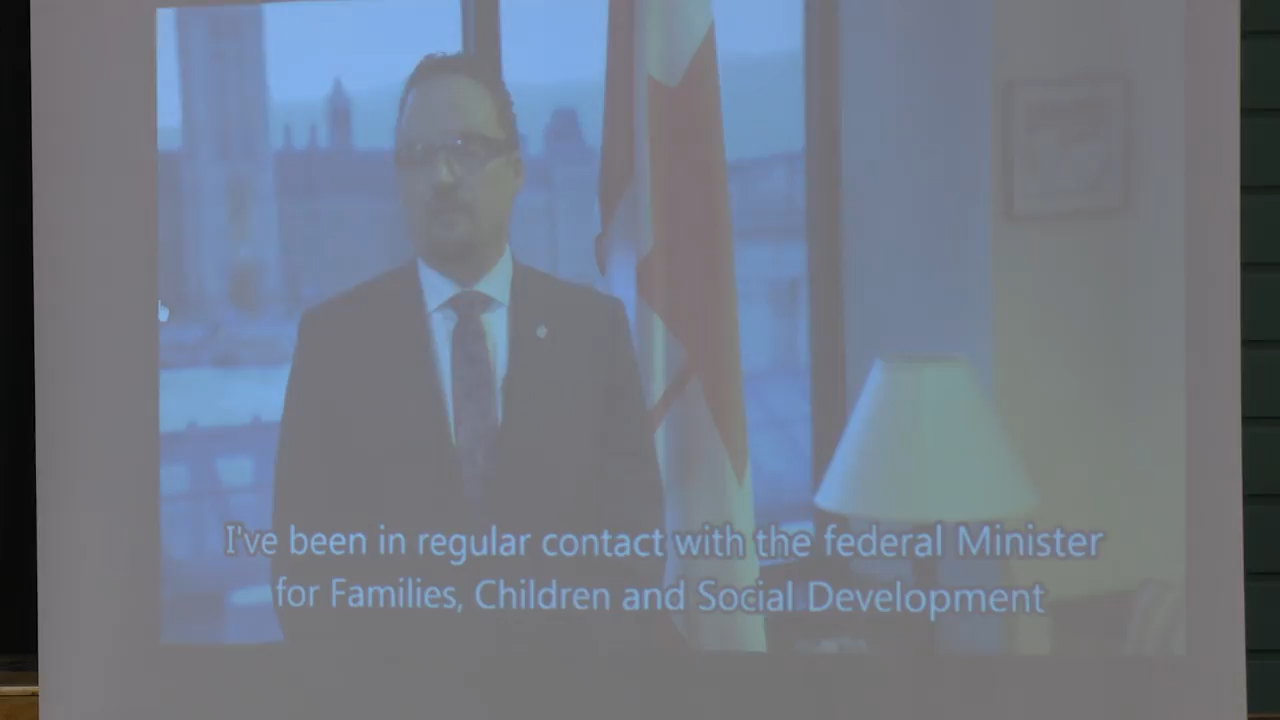 I've been in regular contact with the federal Minister
for Families, Children and Social Development